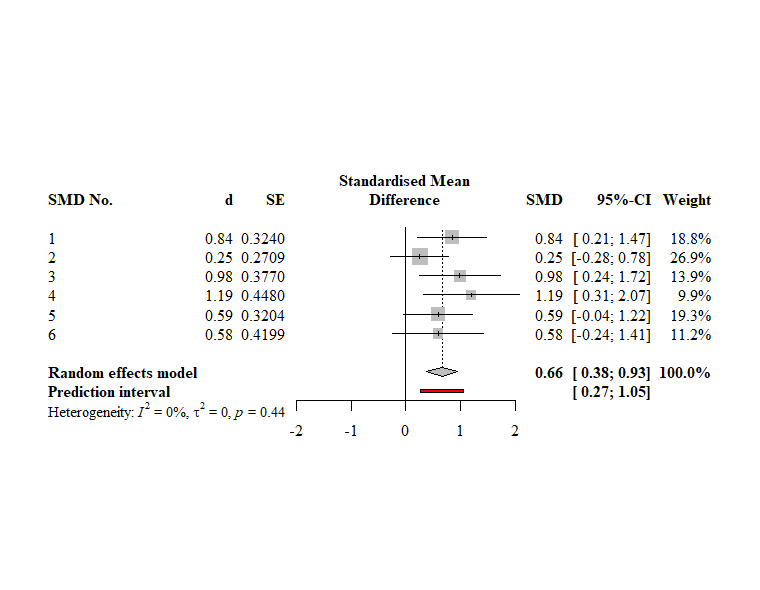 Standardised Mean
SMD No. d SE Difference SMD 95%-CI Weight
1 0.84 0.3240 0.84 [ 0.21; 1.47] 18.8%
2 0.25 0.2709 0.25 [-0.28; 0.78] 26.9%
3 0.98 0.3770 0.98 [ 0.24; 1.72] 13.9%
4 1.19 0.4480 1.19 [ 0.31; 2.07] 9.9%
5 0.59 0.3204 0.59 [-0.04; 1.22] 19.3%
6 0.58 0.4199 0.58 [-0.24; 1.41] 11.2%
Random effects model 0.66 [ 0.38; 0.93] 100.0%
Prediction interval [ 0.27; 1.05]
Heterogeneity: I² = 0%, τ² = 0, p = 0.44
-2 -1 0 1 2